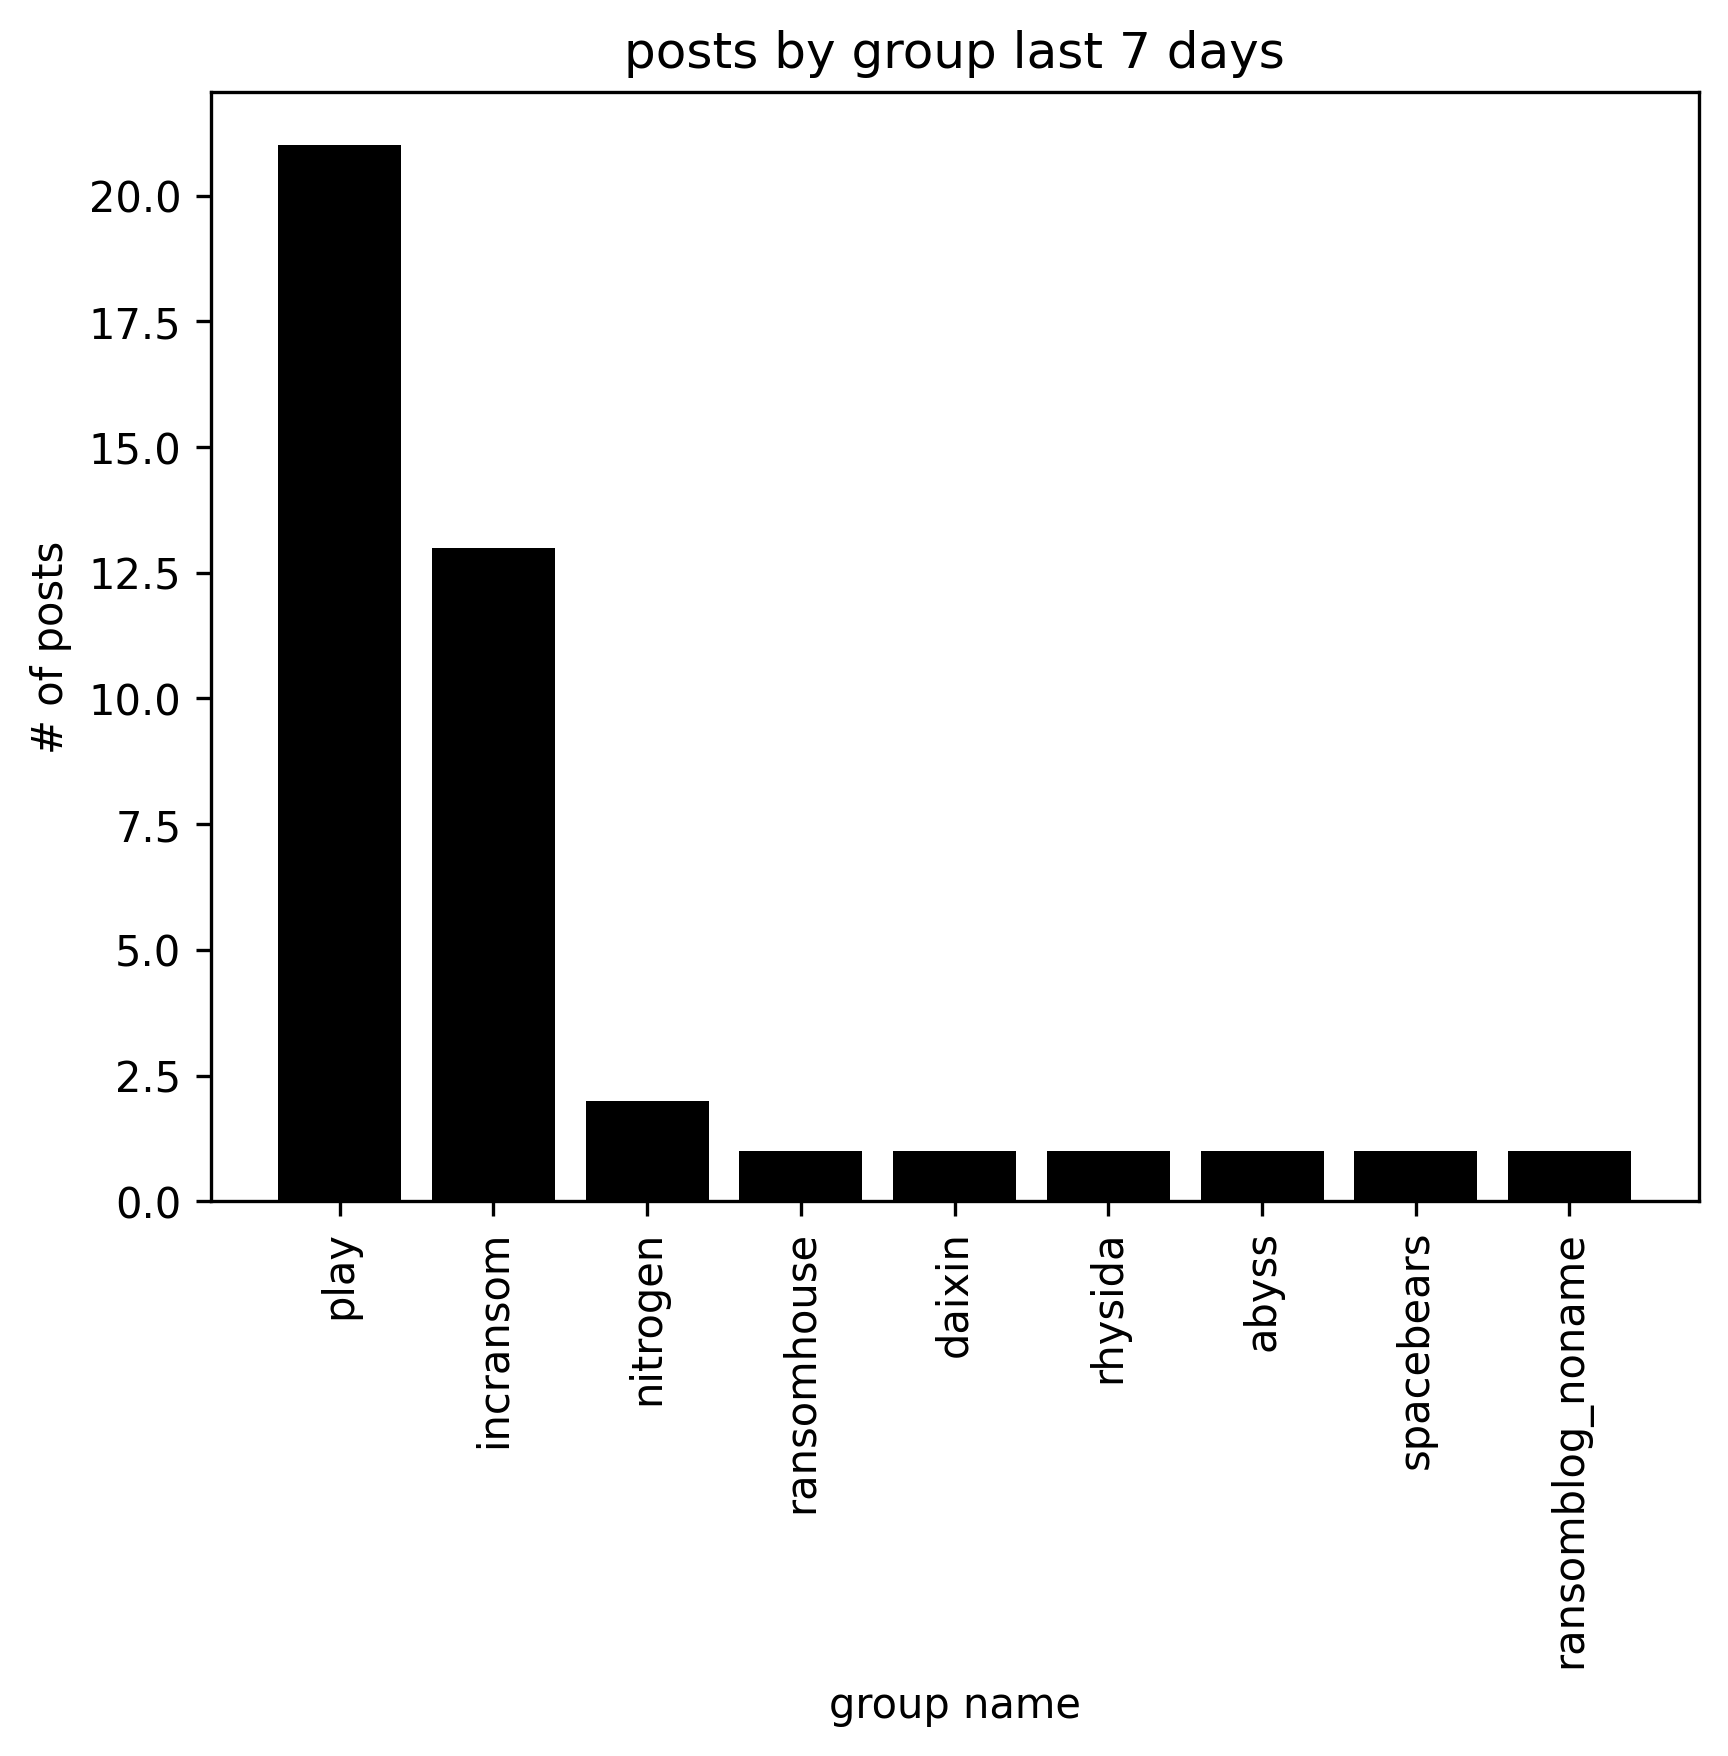 posts by group last 7 days
# of posts
20.0
17.5
15.0
12.5
10.0
7.5
5.0
2.5
0.0
play
incransom
nitrogen
ransomhouse
daixin
rhysida
abyss
spacebears
ransomblog_noname
group name